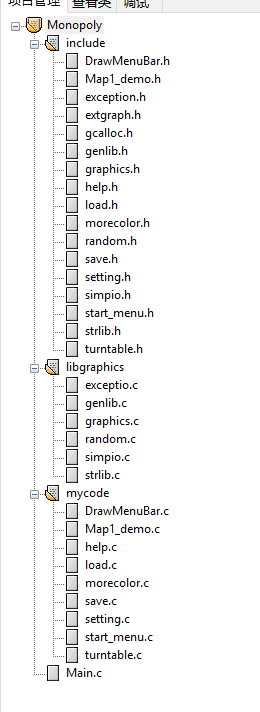 项目管理 查看类 调试
Monopoly
include
DrawMenuBar.h
Map1_demo.h
exception.h
extgraph.h
gcalloc.h
genlib.h
graphics.h
help.h
load.h
morecolor.h
random.h
save.h
setting.h
simpio.h
start_menu.h
strlib.h
turntable.h
libgraphics
exceptio.c
genlib.c
graphics.c
random.c
simpio.c
strlib.c
mycode
DrawMenuBar.c
Map1_demo.c
help.c
load.c
morecolor.c
save.c
setting.c
start_menu.c
turntable.c
Main.c